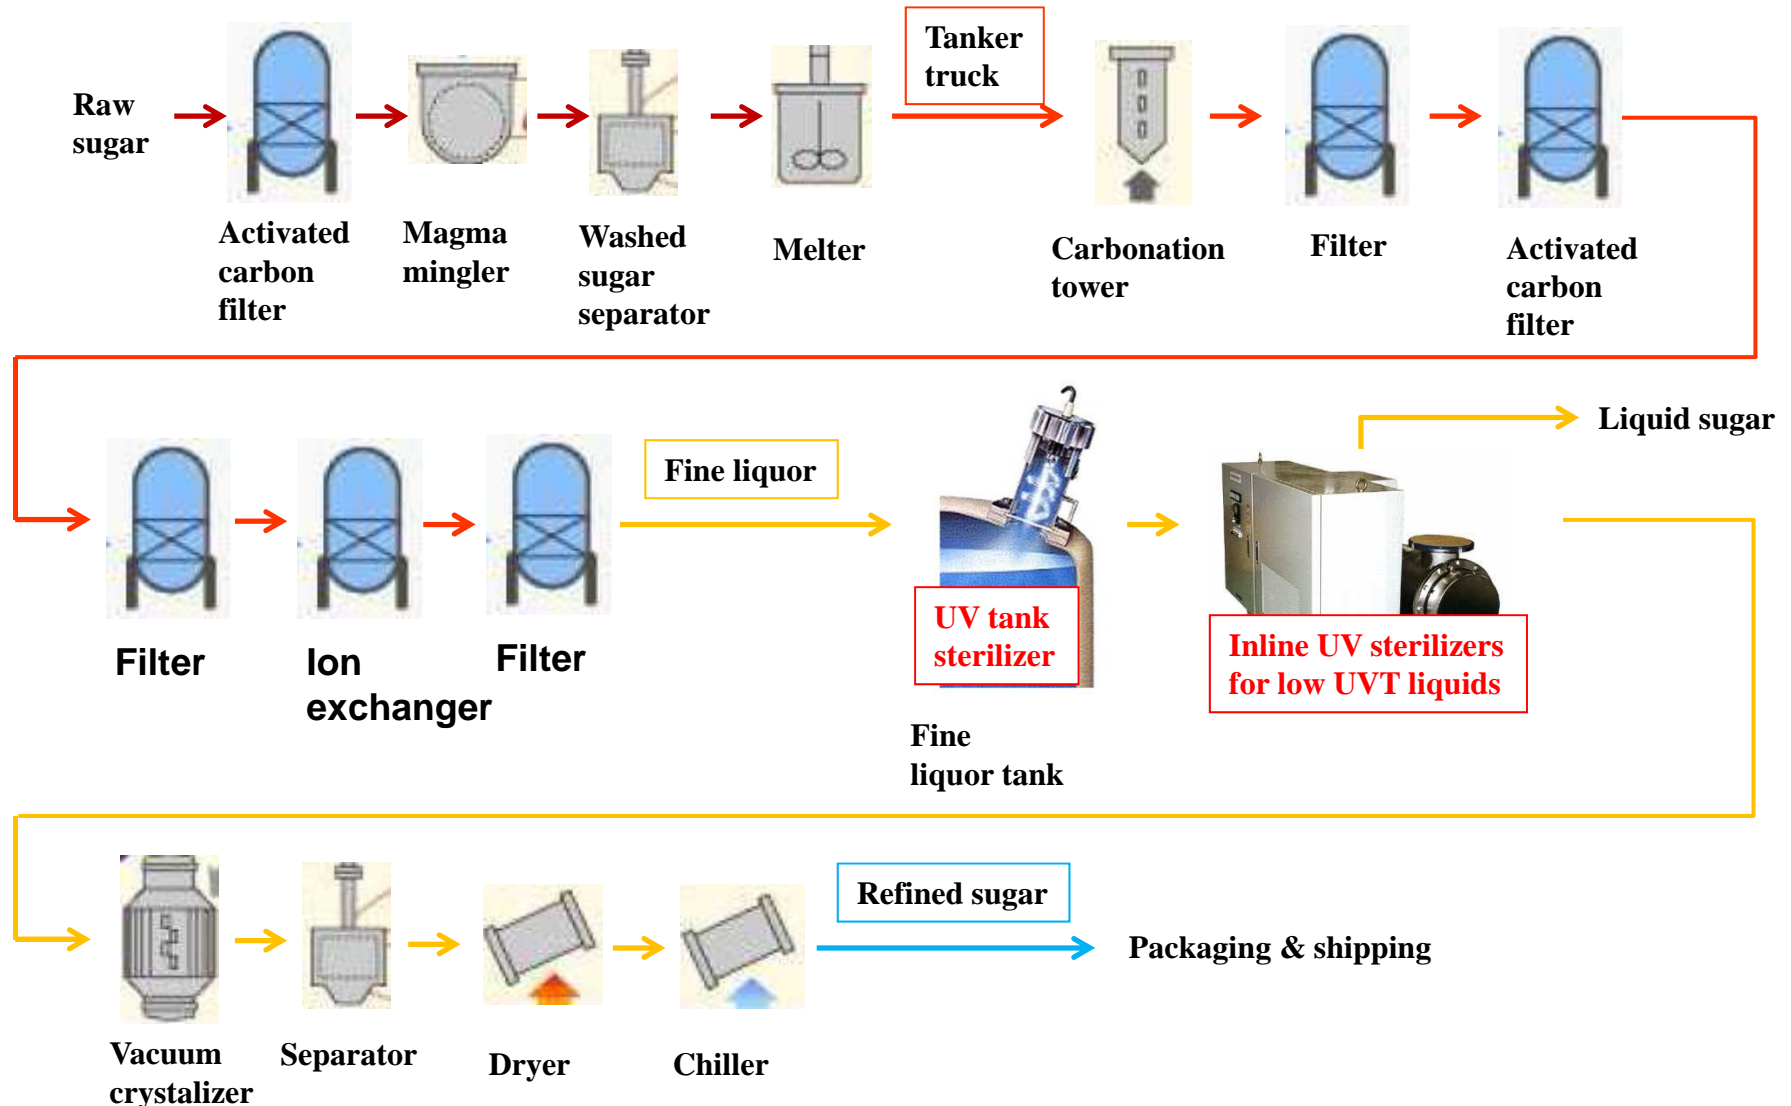 Tanker
truck
Raw
sugar
Activated
carbon
filter
Magma
mingler
Washed
sugar
separator
Melter
Carbonation
tower
Filter
Activated
carbon
filter
Liquid sugar
Fine liquor
UV tank
sterilizer
Inline UV sterilizers
for low UVT liquids
Filter
Ion
exchanger
Filter
Fine
liquor tank
Refined sugar
Packaging & shipping
Vacuum
crystalizer
Separator
Dryer
Chiller